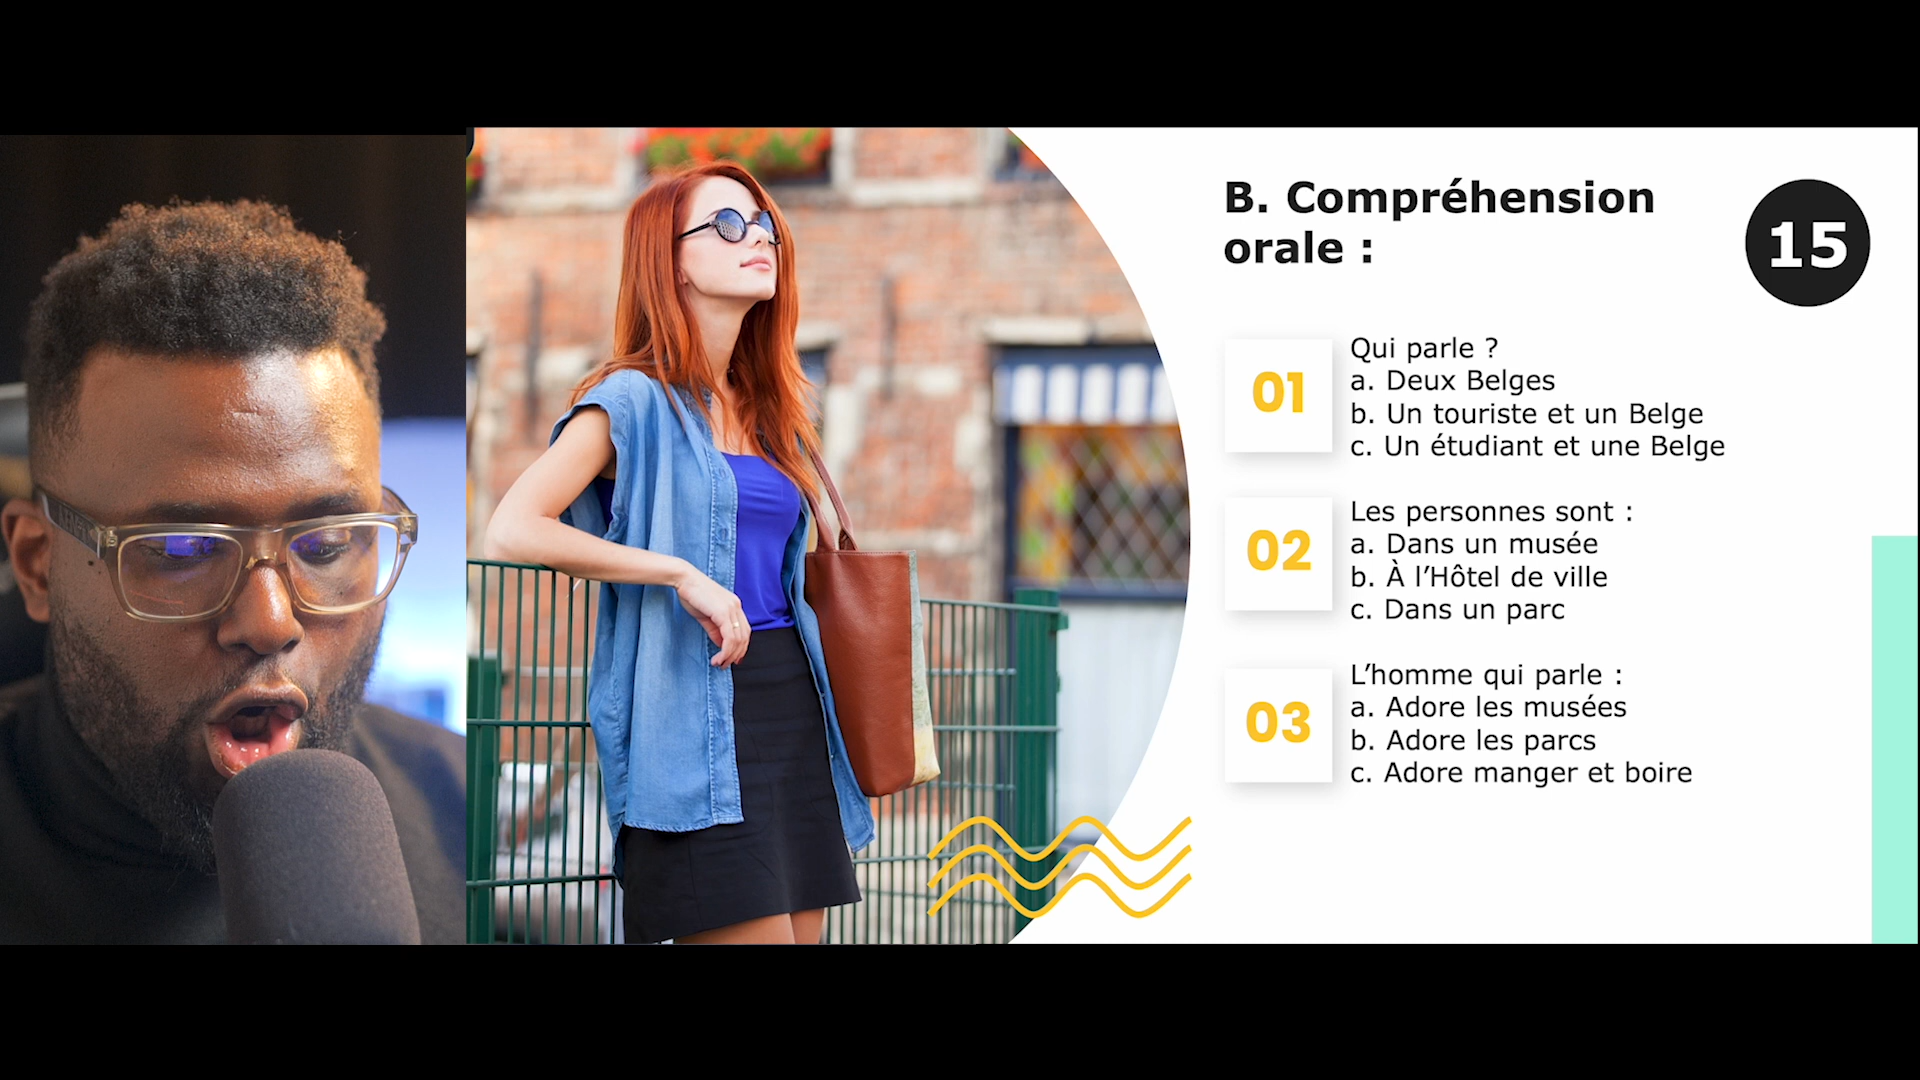 B. Compréhension
orale :
15
01
Qui parle ?
a. Deux Belges
b. Un touriste et un Belge
c. Un étudiant et une Belge
02
Les personnes sont :
a. Dans un musée
b. À l’Hôtel de ville
c. Dans un parc
03
L’homme qui parle :
a. Adore les musées
b. Adore les parcs
c. Adore manger et boire